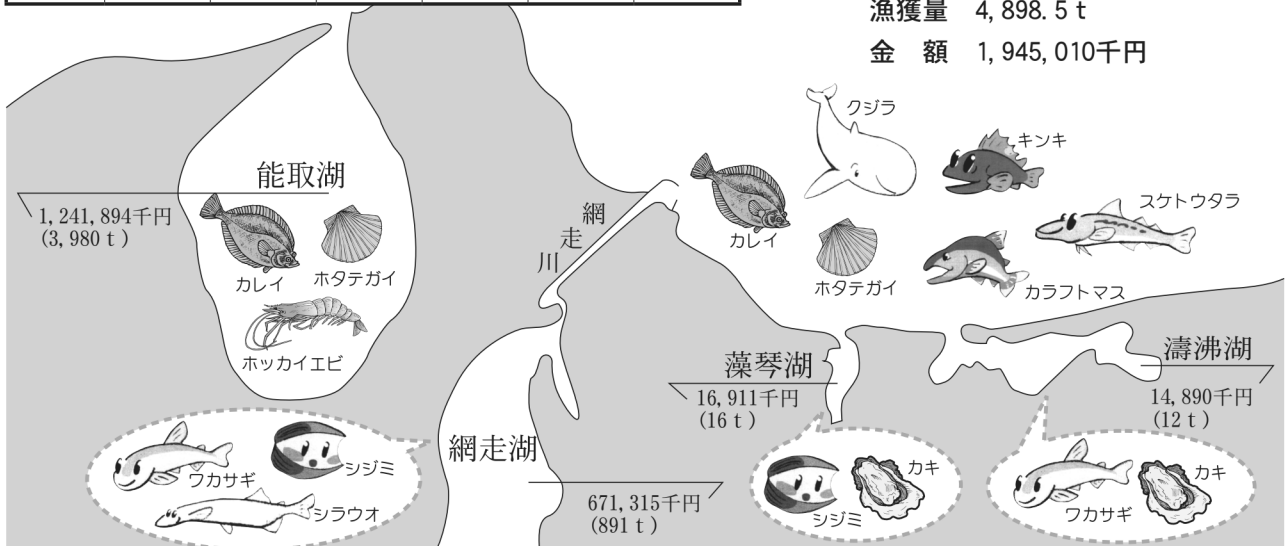 漁獲量 4,898.5t
金 額 1,945,010千円
クジラ
キンキ
能取湖
1,241,894千円
(3,980t)
カレイ
ホタテガイ
ホッカイエビ
網走川
カレイ
ホタテガイ
スケトウタラ
カラフトマス
藻琴湖
16,911千円
(16t)
濤沸湖
14,890千円
(12t)
網走湖
671,315千円
(891t)
ワカサギ
シジミ
シラウオ
シジミ
カキ
ワカサギ
カキ